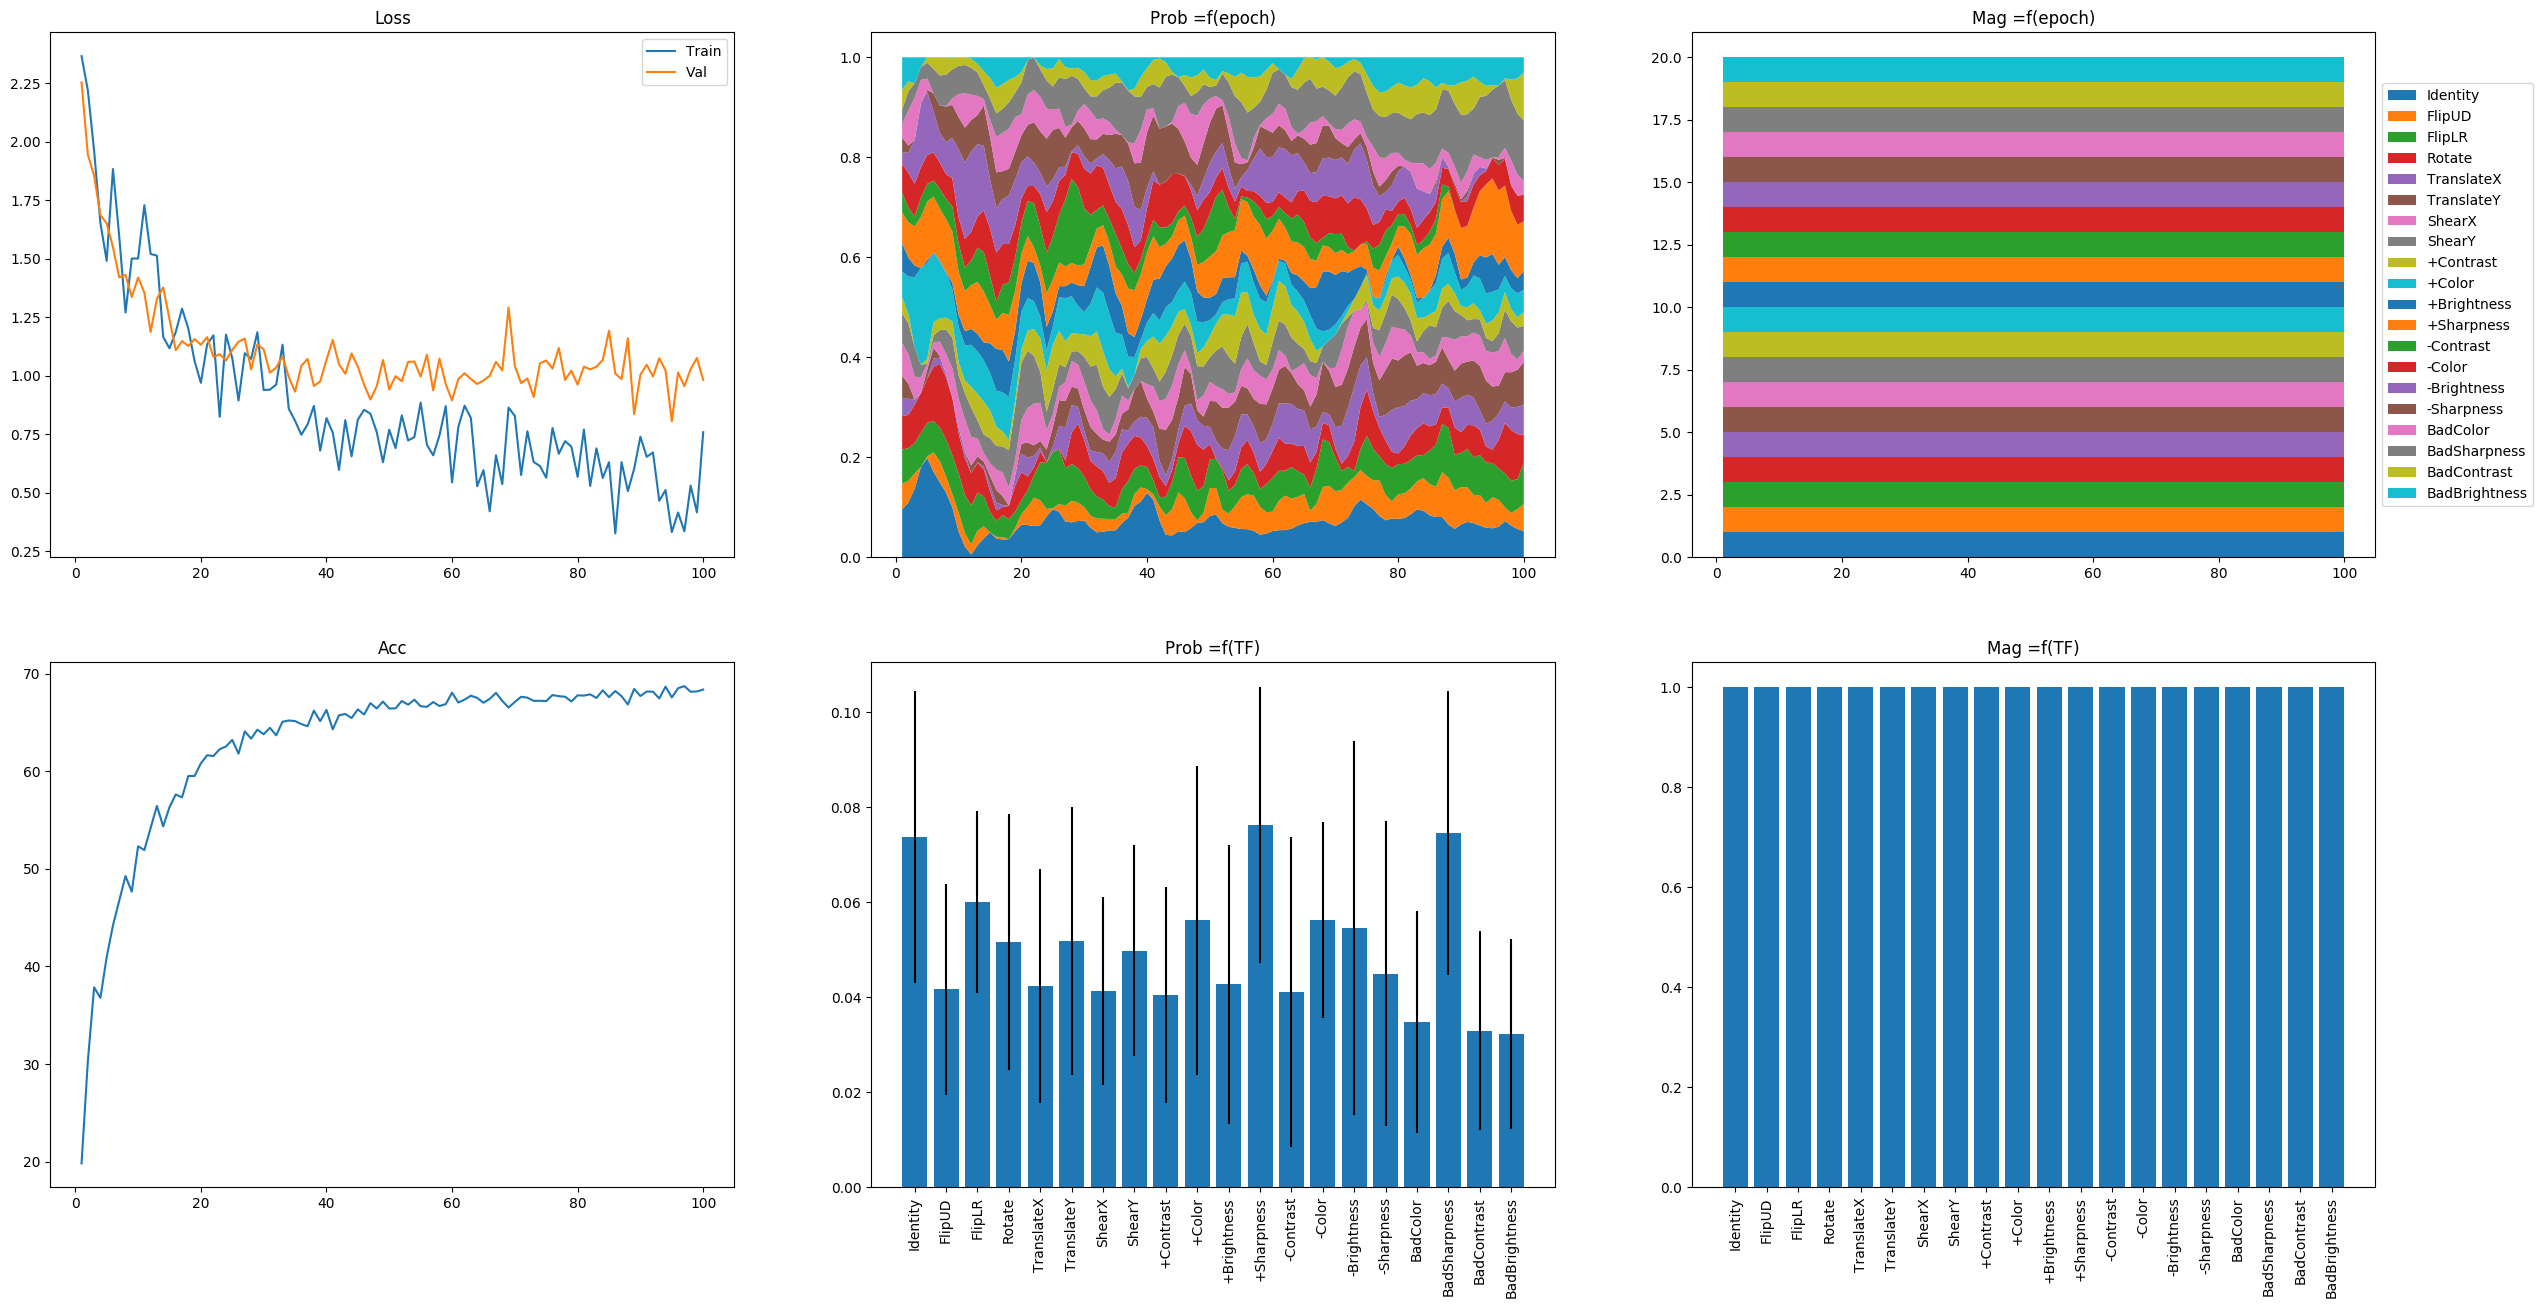 Loss
2.25
2.00
1.75
1.50
1.25
1.00
0.75
0.50
0.25
0 20 40 60 80 100
Train
Val
Prob =f(epoch)
1.0
0.8
0.6
0.4
0.2
0.0
0 20 40 60 80 100
Mag =f(epoch)
20.0
17.5
15.0
12.5
10.0
7.5
5.0
2.5
0.0
0 20 40 60 80 100
Identity
FlipUD
FlipLR
Rotate
TranslateX
TranslateY
ShearX
ShearY
+Contrast
+Color
+Brightness
+Sharpness
-Contrast
-Color
-Brightness
-Sharpness
BadColor
BadSharpness
BadContrast
BadBrightness
Acc
70
60
50
40
30
20
0 20 40 60 80 100
Prob =f(TF)
0.10
0.08
0.06
0.04
0.02
0.00
Identity
FlipUD
FlipLR
Rotate
TranslateX
TranslateY
ShearX
ShearY
+Contrast
+Color
+Brightness
+Sharpness
-Contrast
-Color
-Brightness
-Sharpness
BadColor
BadSharpness
BadContrast
BadBrightness
Mag =f(TF)
1.0
0.8
0.6
0.4
0.2
0.0
Identity
FlipUD
FlipLR
Rotate
TranslateX
TranslateY
ShearX
ShearY
+Contrast
+Color
+Brightness
+Sharpness
-Contrast
-Color
-Brightness
-Sharpness
BadColor
BadSharpness
BadContrast
BadBrightness